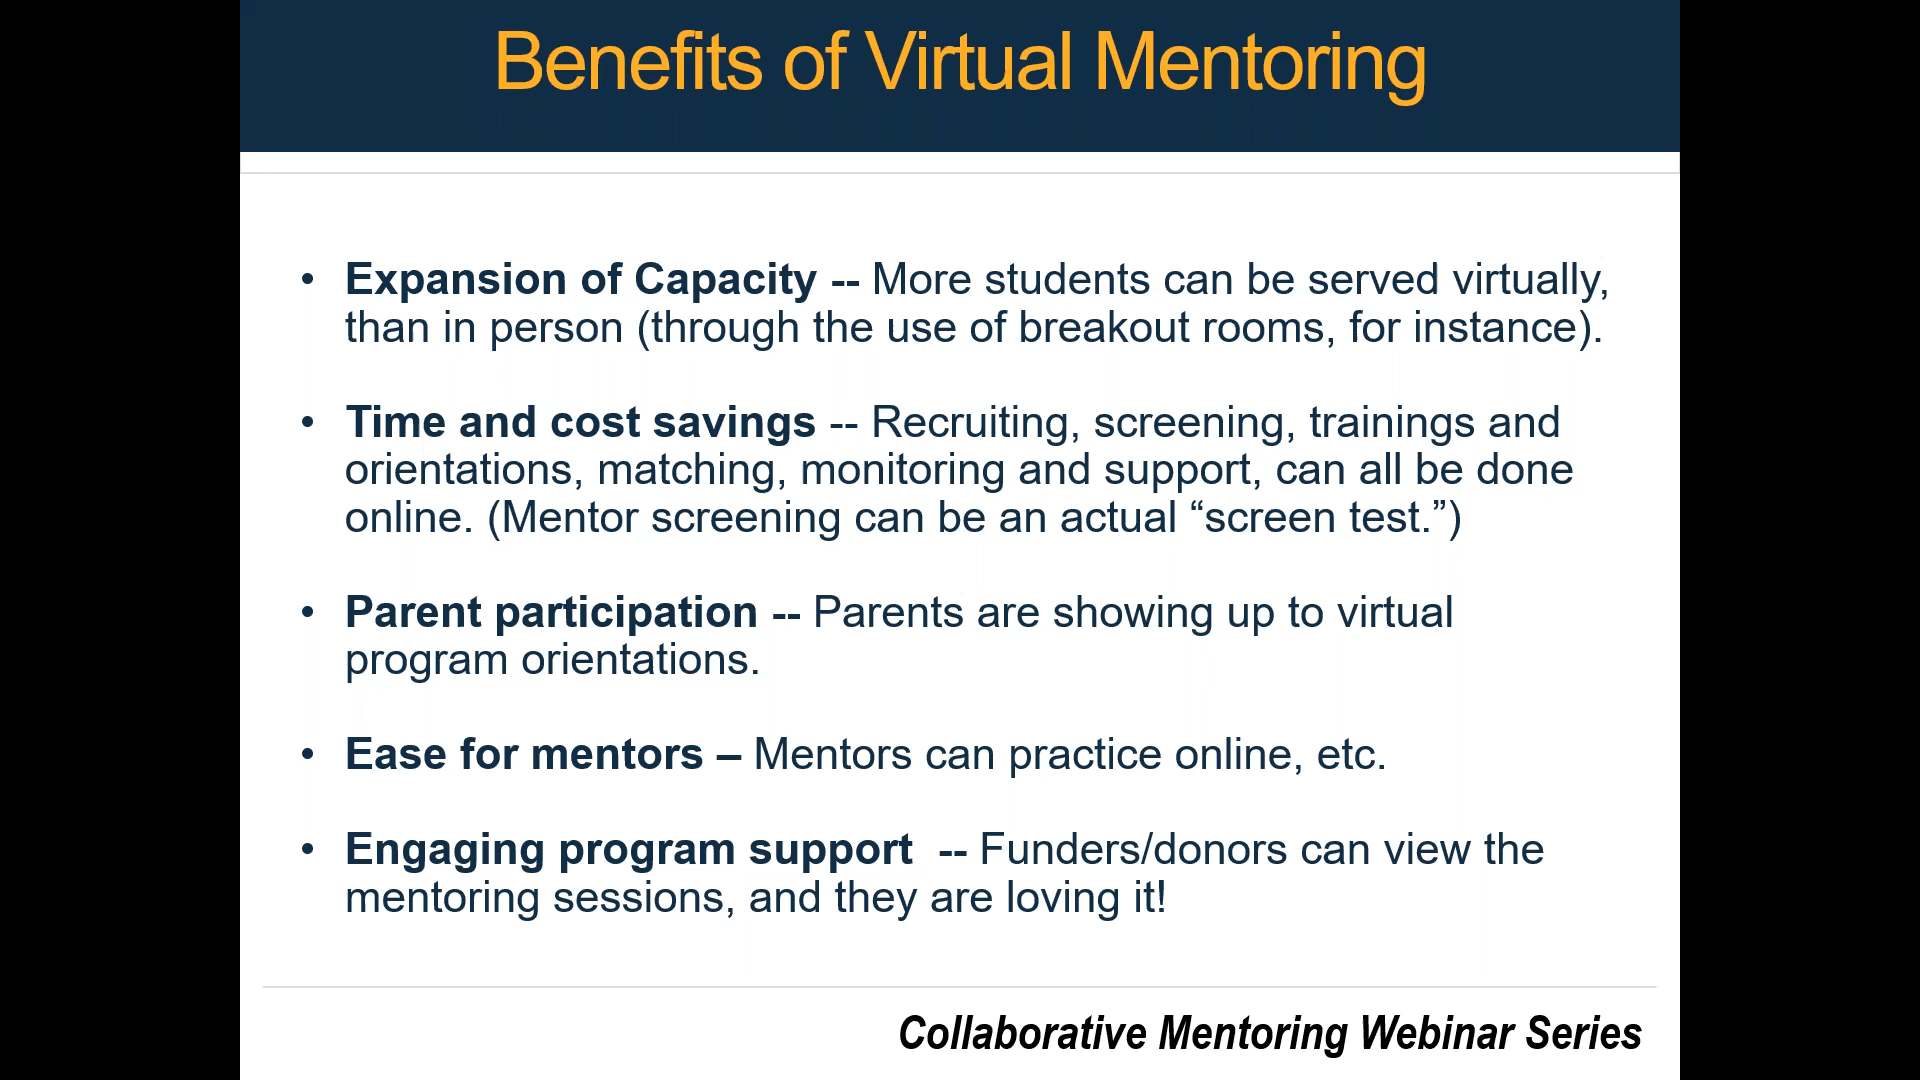 Benefits of Virtual Mentoring
• Expansion of Capacity -- More students can be served virtually,
than in person (through the use of breakout rooms, for instance).
• Time and cost savings -- Recruiting, screening, trainings and
orientations, matching, monitoring and support, can all be done
online. (Mentor screening can be an actual “screen test.”)
• Parent participation -- Parents are showing up to virtual
program orientations.
• Ease for mentors – Mentors can practice online, etc.
• Engaging program support  -- Funders/donors can view the
mentoring sessions, and they are loving it!
Collaborative Mentoring Webinar Series